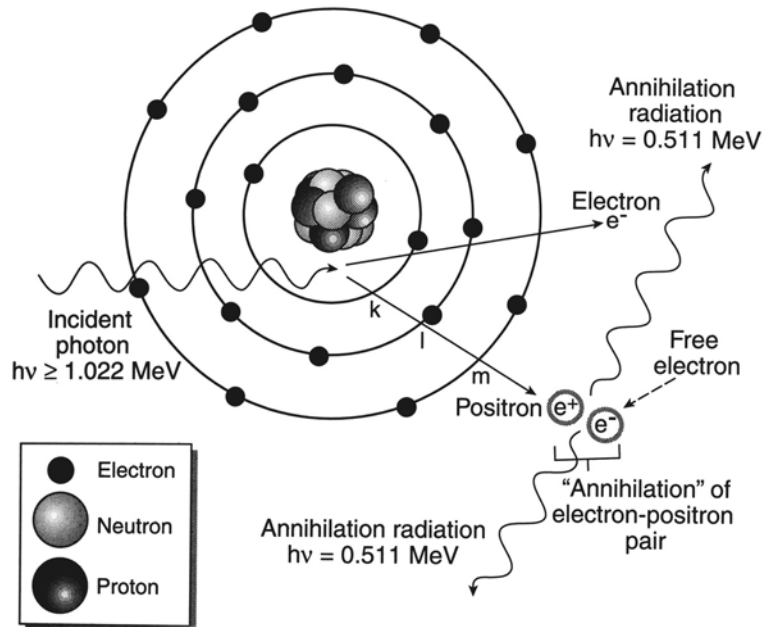 Annihilation
radiation
hν = 0.511 MeV
Electron
e-
Incident
photon
hν ≥ 1.022 MeV
k
l
m
Free
electron
Positron
e+
e-
"Annihilation" of
electron-positron
pair
Annihilation radiation
hν = 0.511 MeV
Electron
Neutron
Proton